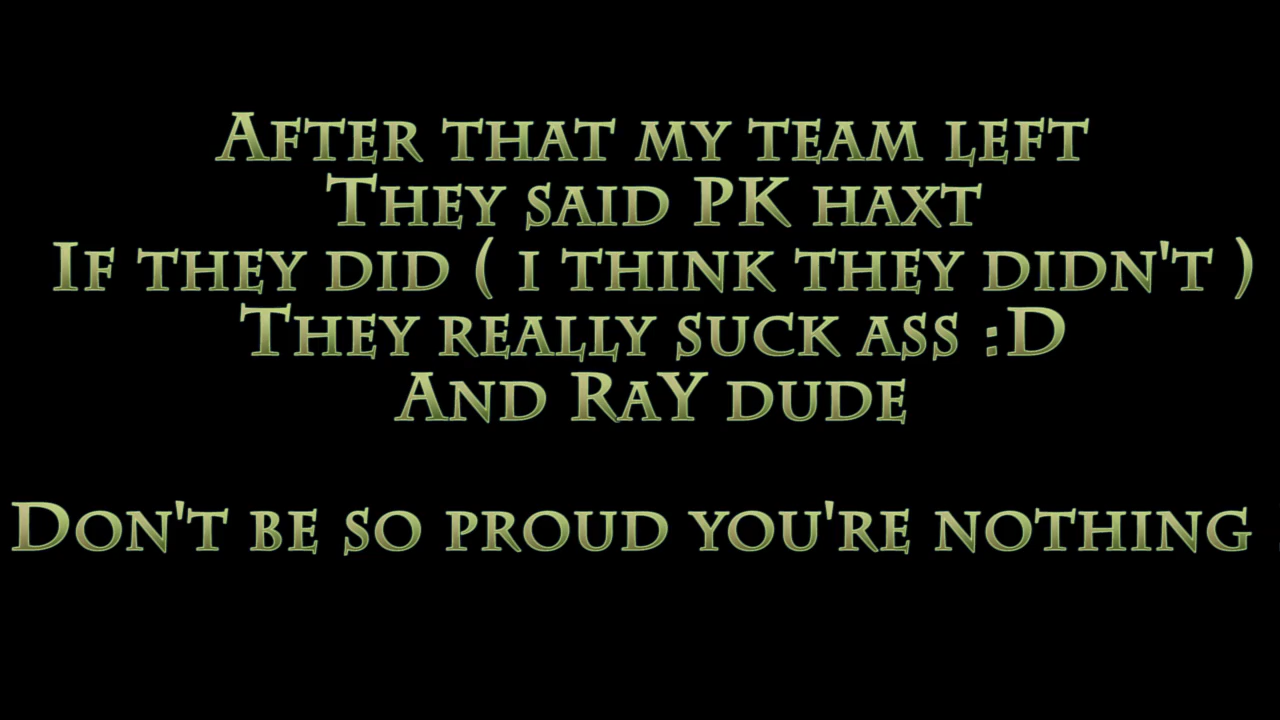 After that my team left
They said PK haxt
If they did ( i think they didn't )
They really suck ass :D
And RaY dude
Don't be so proud you're nothing